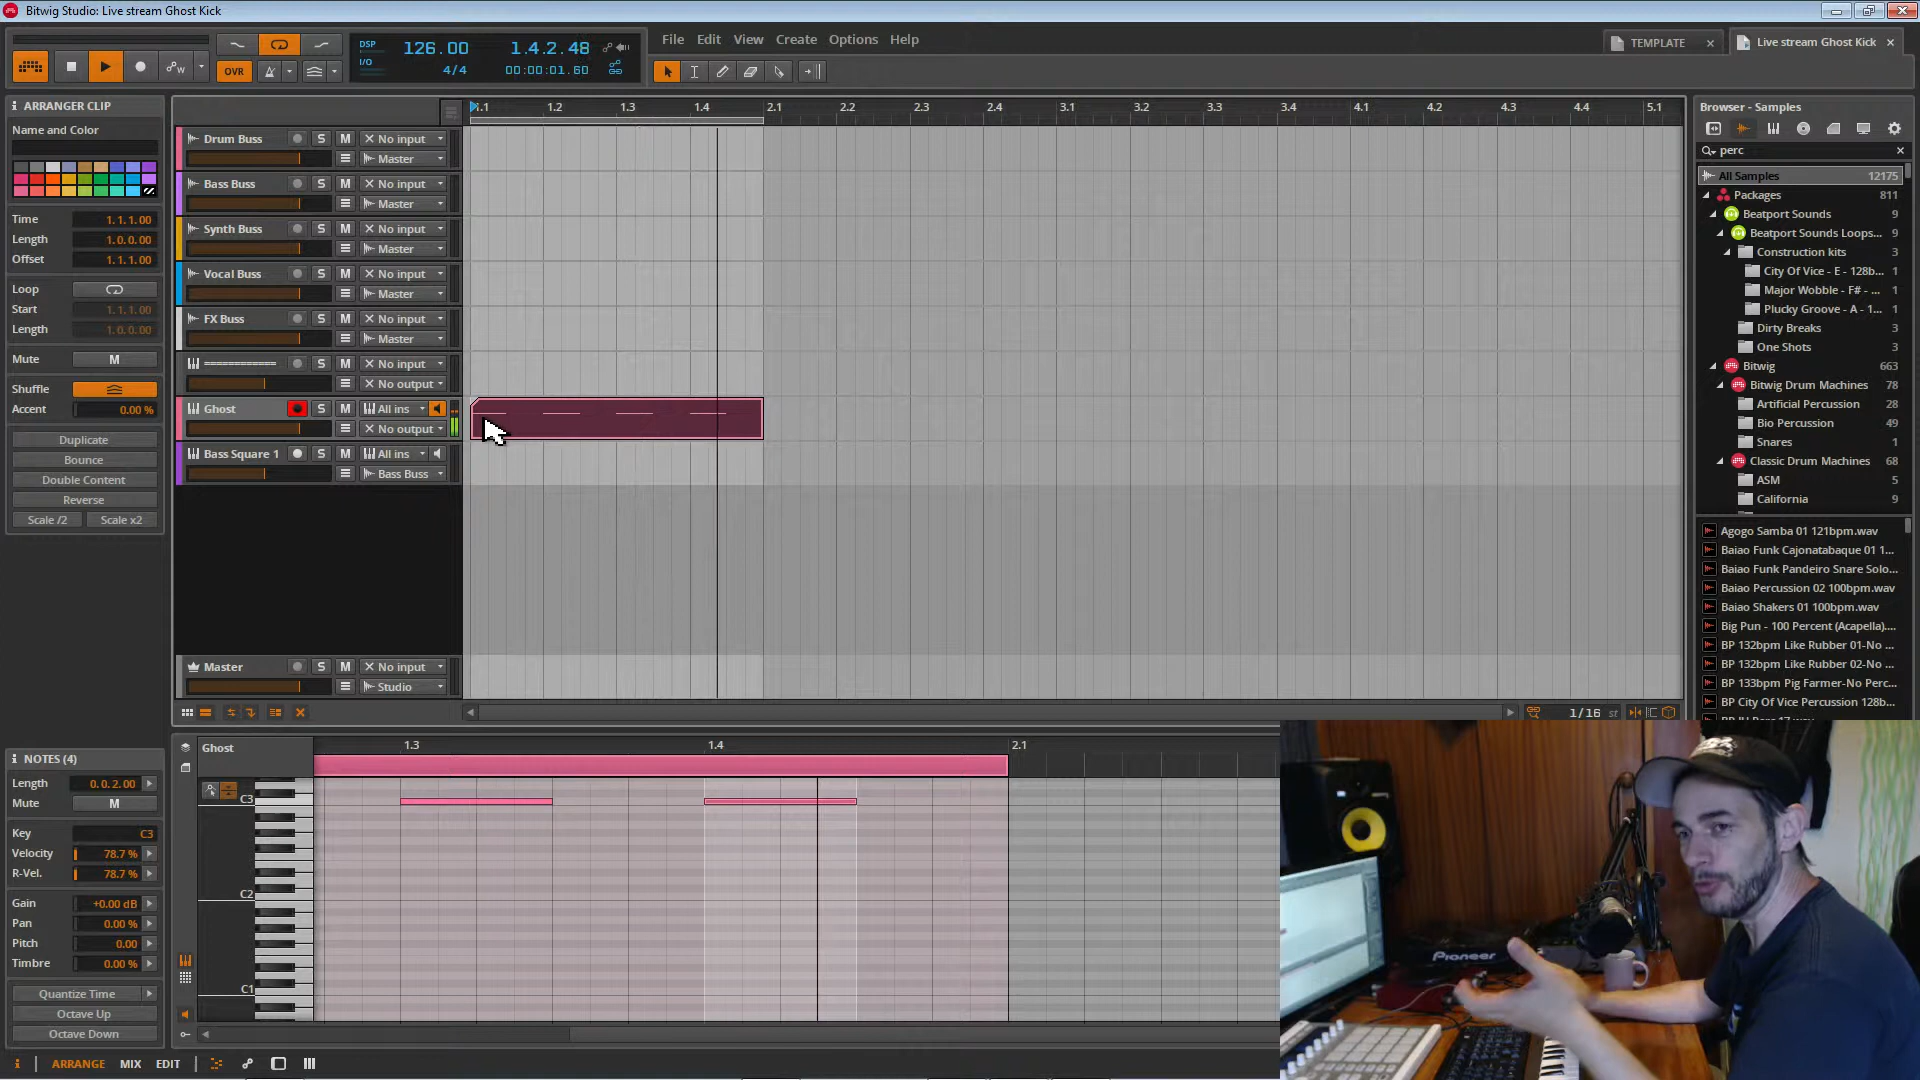 Bitwig Studio: Live stream Ghost Kick
DSP 126.00 1.4.2.48
I/O 4/4 00:00:01.60
OVR
File Edit View Create Options Help
TEMPLATE
Live stream Ghost Kick
ARRANGER CLIP
Name and Color
Time 1.1.1.00
Length 1.0.0.00
Offset 1.1.1.00
Loop
Start 1.1.1.00
Length 1.0.0.00
Mute M
Shuffle
Accent 0.00 %
Duplicate
Bounce
Double Content
Reverse
Scale /2 Scale x2
1.1 1.2 1.3 1.4 2.1 2.2 2.3 2.4 3.1 3.2 3.3 3.4 4.1 4.2 4.3 4.4 5.1
Drum Buss S M No input
Master
Bass Buss S M No input
Master
Synth Buss S M No input
Master
Vocal Buss S M No input
Master
FX Buss S M No input
Master
============ S M No input
No output
Ghost S M All ins
No output
Bass Square 1 S M All ins
Bass Buss
Master S M No input
Studio
1/16 st
Browser - Samples
perc
All Samples 12175
Packages 811
Beatport Sounds 9
Beatport Sounds Loops... 9
Construction kits 3
City Of Vice - E - 128b... 1
Major Wobble - F# - ... 1
Plucky Groove - A - 1... 1
Dirty Breaks 3
One Shots 3
Bitwig 663
Bitwig Drum Machines 78
Artificial Percussion 28
Bio Percussion 49
Snares 1
Classic Drum Machines 68
ASM 5
California 9
Agogo Samba 01 121bpm.wav
Baiao Funk Cajonatabaque 01 1...
Baiao Funk Pandeiro Snare Solo...
Baiao Percussion 02 100bpm.wav
Baiao Shakers 01 100bpm.wav
Big Pun - 100 Percent (Acapella)....
BP 132bpm Like Rubber 01-No ...
BP 132bpm Like Rubber 02-No ...
BP 133bpm Pig Farmer-No Perc...
BP City Of Vice Percussion 128b...
NOTES (4)
Length 0.0.2.00
Mute M
Key C3
Velocity 78.7 %
R-Vel. 78.7 %
Gain +0.00 dB
Pan 0.00 %
Pitch 0.00
Timbre 0.00 %
Quantize Time
Octave Up
Octave Down
Ghost
1.3 1.4 2.1
C3
C2
C1
Pioneer
i ARRANGE MIX EDIT